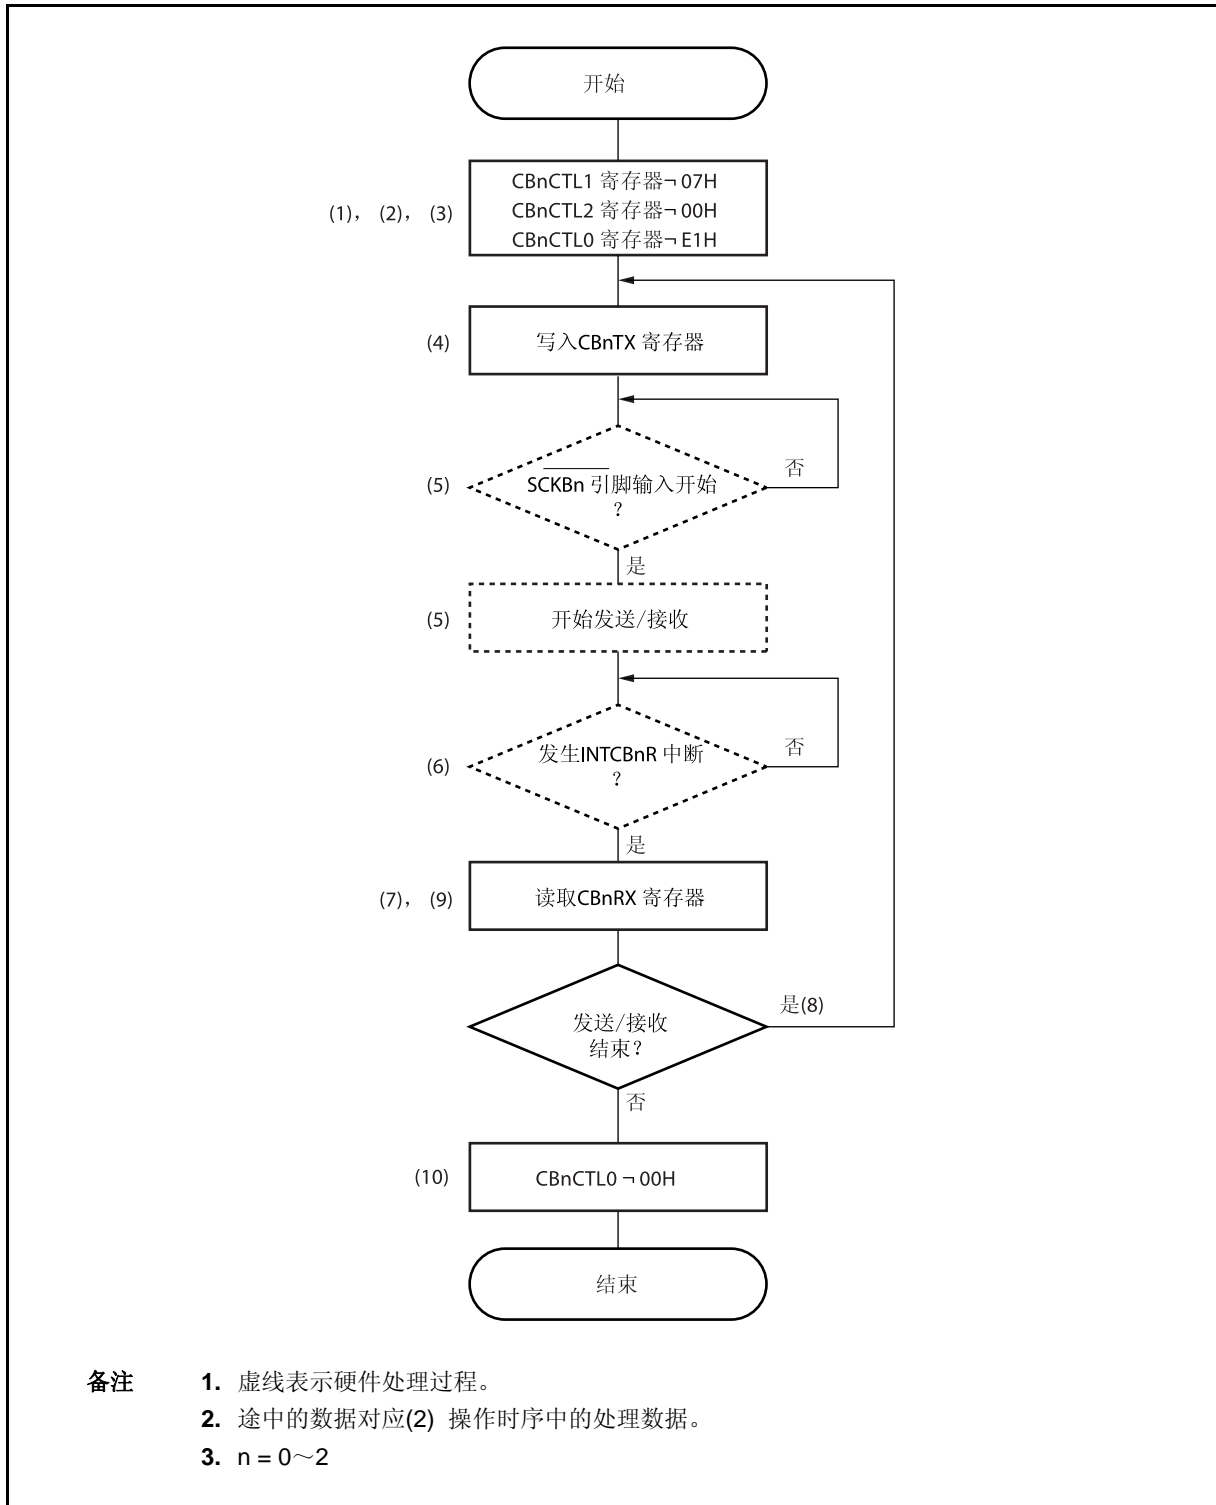 开始
CBnCTL1 寄存器¬ 07H
(1), (2), (3)
CBnCTL2 寄存器¬ 00H
CBnCTL0 寄存器¬ E1H
(4)
写入CBnTX 寄存器
(5)
SCKBn 引脚输入开始
?
否
是
(5)
开始发送/接收
(6)
发生INTCBnR 中断
?
否
是
(7), (9)
读取CBnRX 寄存器
发送/接收
结束?
是(8)
否
(10)
CBnCTL0 ¬ 00H
结束
备注 1. 虚线表示硬件处理过程。
2. 途中的数据对应(2) 操作时序中的处理数据。
3. n = 0～2